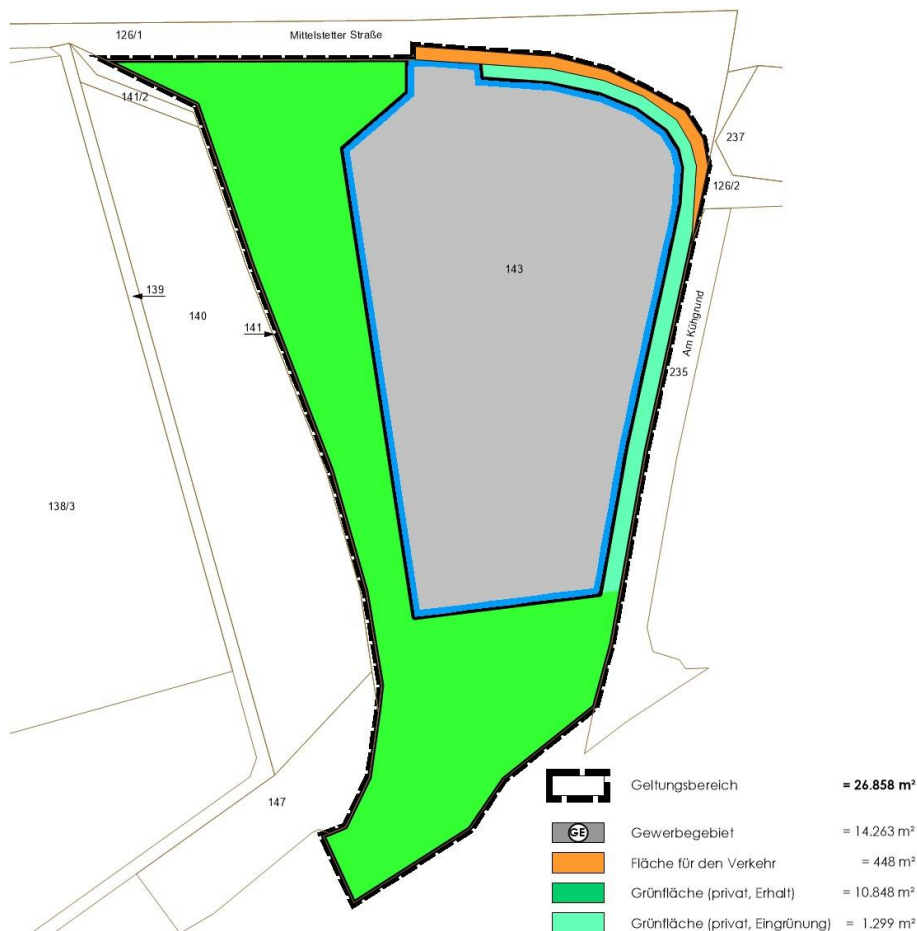 126/1
Mittelstetter Straße
141/2
237
126/2
143
139
140
141
Am Kühgrund
235
138/3
147
Geltungsbereich = 26.858 m²
GE Gewerbegebiet = 14.263 m²
Fläche für den Verkehr = 448 m²
Grünfläche (privat, Erhalt) = 10.848 m²
Grünfläche (privat, Eingrünung) = 1.299 m²